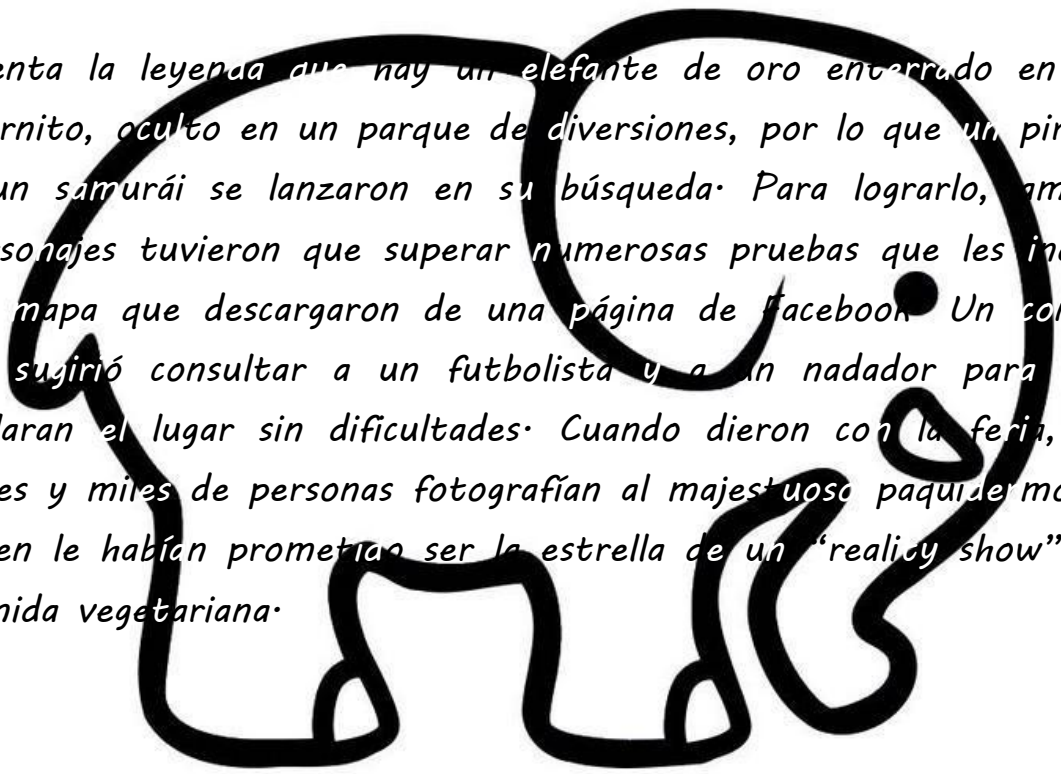 enta la leyenda que hay un elefante de oro enterrado en
rnito, oculto en un parque de diversiones, por lo que un pir
un samurái se lanzaron en su búsqueda. Para lograrlo, am
sonajes tuvieron que superar numerosas pruebas que les in
mapa que descargaron de una página de Facebook. Un co
sugirió consultar a un futbolista y a un nadador para
laran el lugar sin dificultades. Cuando dieron con la feria,
es y miles de personas fotografían al majestuoso paquidermo
en le habían prometido ser la estrella de un “reality show”
nida vegetariana.